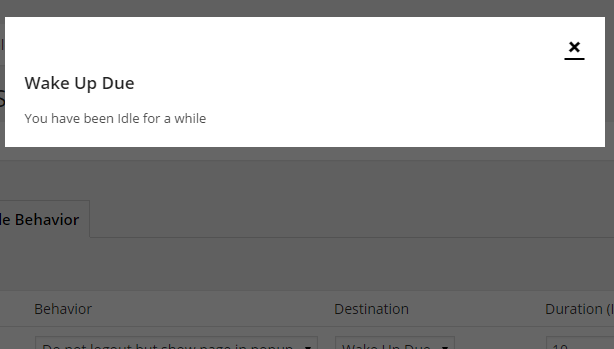 ×
Wake Up Due
You have been Idle for a while
le Behavior
Behavior Destination Duration (I
Do not logout but show page in popup Wake Up Due 10